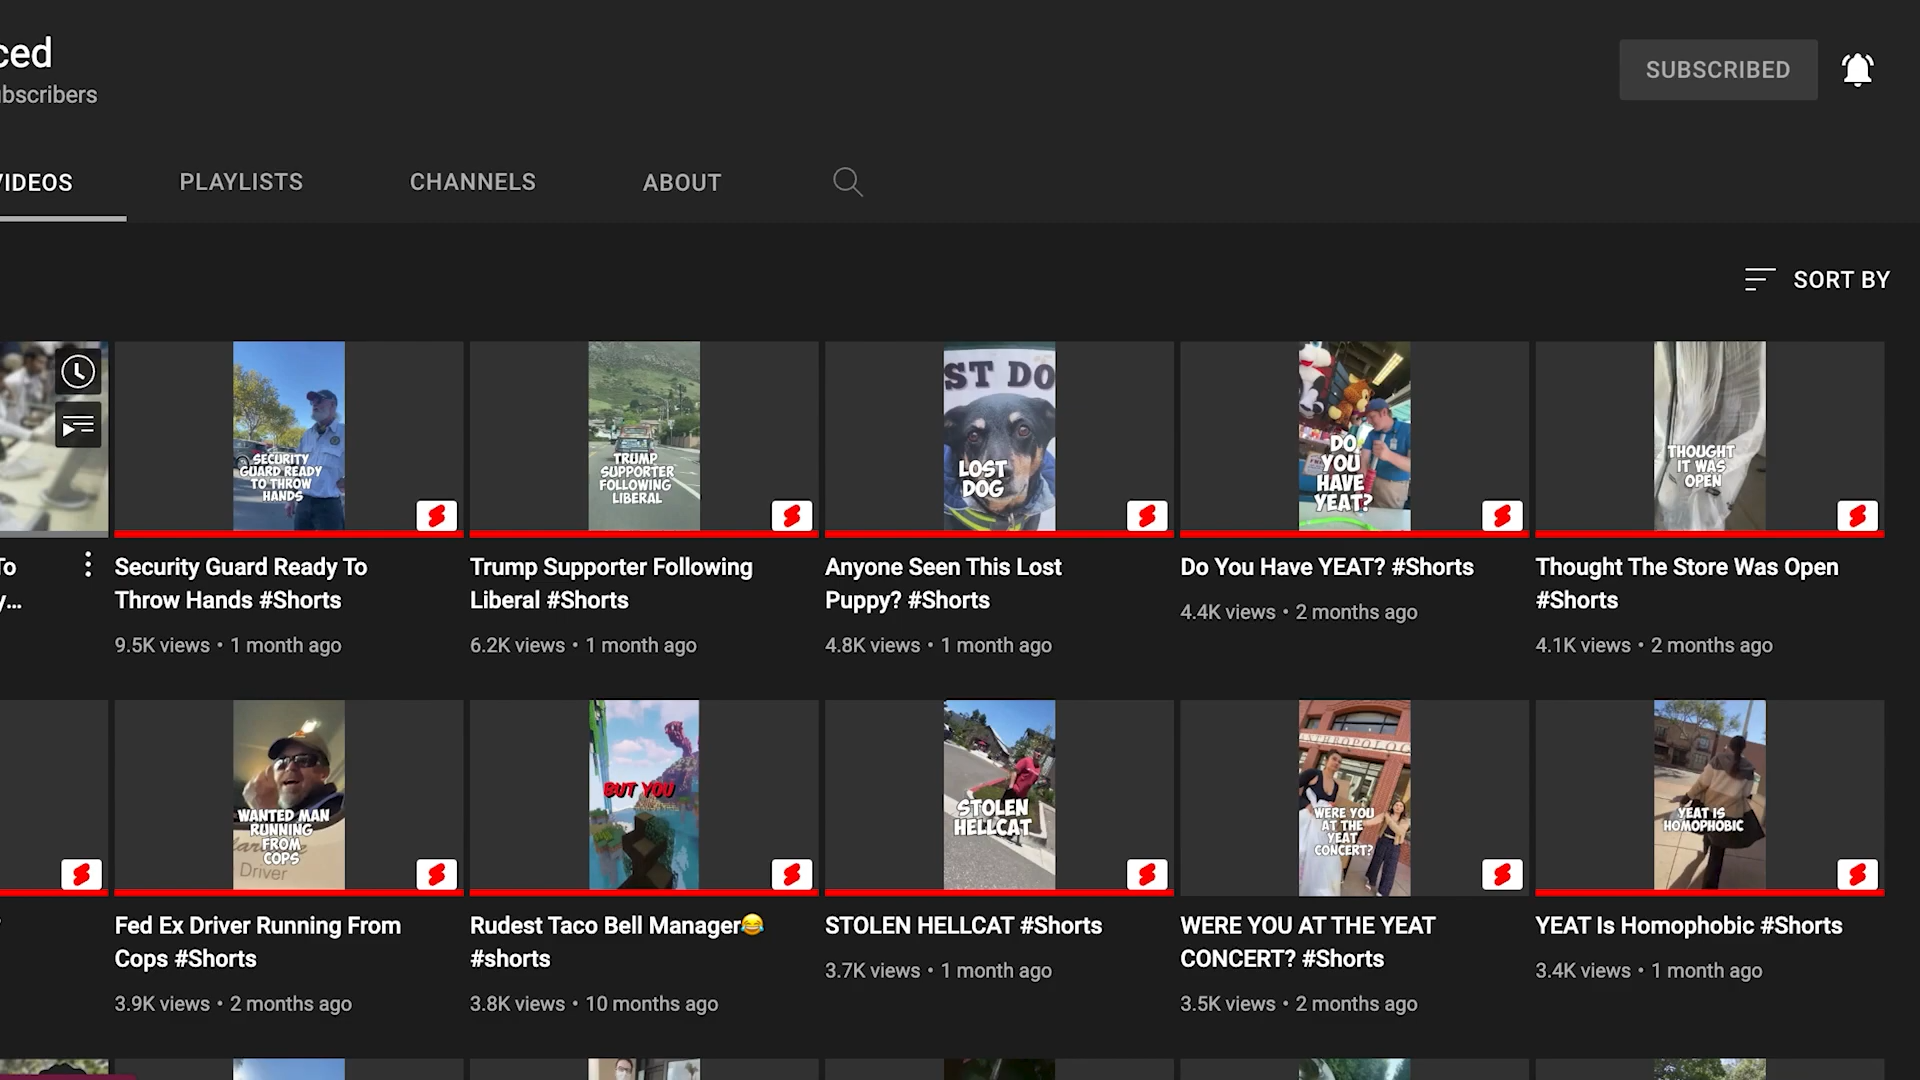 ced
SUBSCRIBED
bscribers
VIDEOS
PLAYLISTS
CHANNELS
ABOUT
SORT BY
SECURITY
GUARD READY
TO THROW
HANDS
TRUMP
SUPPORTER
FOLLOWING
LIBERAL
ST DO
LOST
DOG
DO
YOU
HAVE
YEAT?
THOUGHT
IT WAS
OPEN
To
y...
Security Guard Ready To
Throw Hands #Shorts
9.5K views • 1 month ago
Trump Supporter Following
Liberal #Shorts
6.2K views • 1 month ago
Anyone Seen This Lost
Puppy? #Shorts
4.8K views • 1 month ago
Do You Have YEAT? #Shorts
4.4K views • 2 months ago
Thought The Store Was Open
#Shorts
4.1K views • 2 months ago
WANTED MAN
RUNNING
FROM
COPS
Driver
BUT YOU
STOLEN
HELLCAT
ANTHROPOLOG
WERE YOU
AT THE
YEAT
CONCERT?
YEAT IS
HOMOPHOBIC
Fed Ex Driver Running From
Cops #Shorts
3.9K views • 2 months ago
Rudest Taco Bell Manager😂
#shorts
3.8K views • 10 months ago
STOLEN HELLCAT #Shorts
3.7K views • 1 month ago
WERE YOU AT THE YEAT
CONCERT? #Shorts
3.5K views • 2 months ago
YEAT Is Homophobic #Shorts
3.4K views • 1 month ago